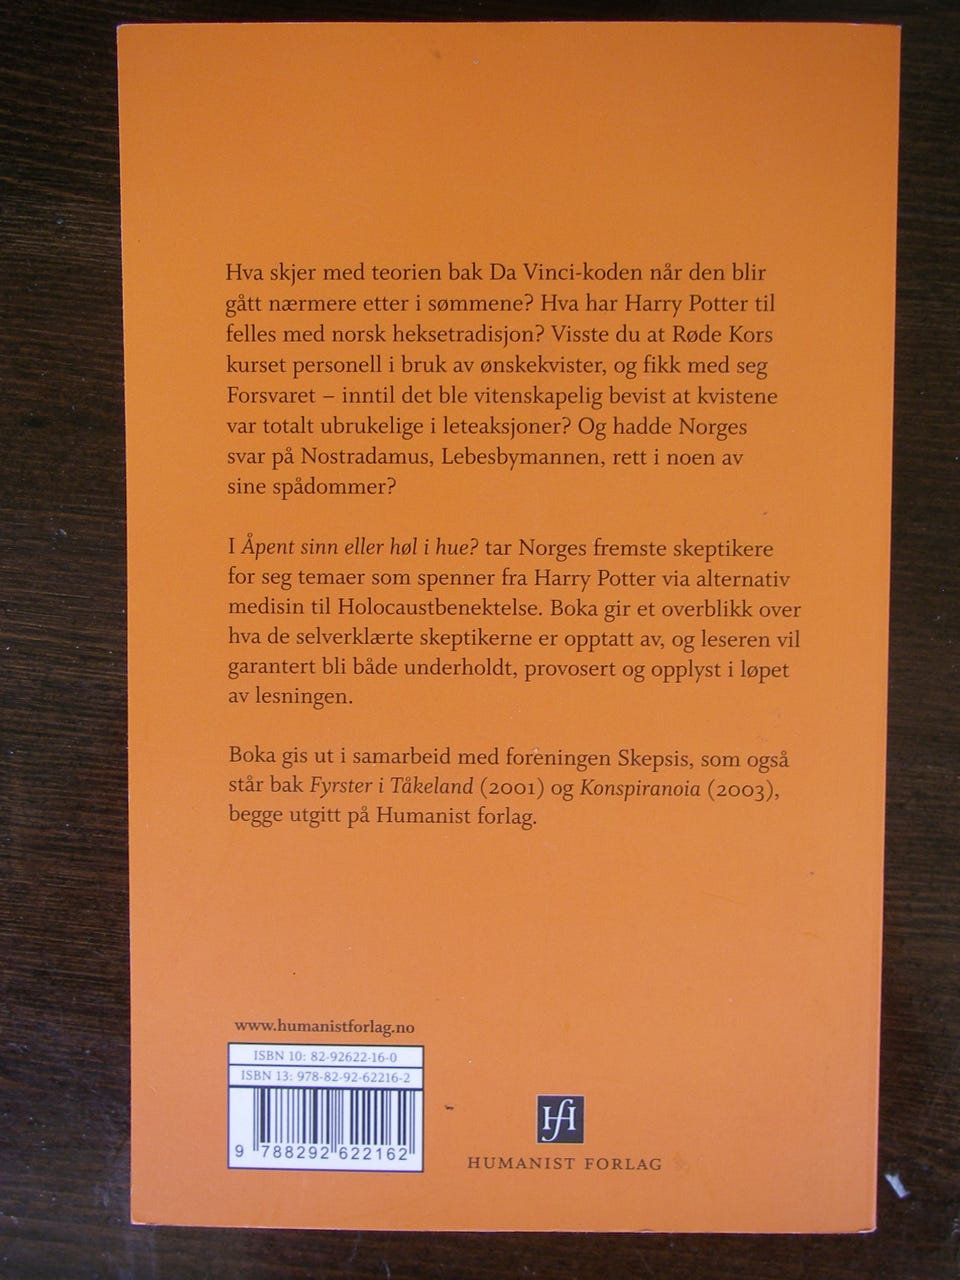 Hva skjer med teorien bak Da Vinci-koden når den blir
gått nærmere etter i sømmene? Hva har Harry Potter til
felles med norsk heksetradisjon? Visste du at Røde Kors
kurset personell i bruk av ønskekvister, og fikk med seg
Forsvaret – inntil det ble vitenskapelig bevist at kvistene
var totalt ubrukelige i leteaksjoner? Og hadde Norges
svar på Nostradamus, Lebesbymannen, rett i noen av
sine spådommer?
I Åpent sinn eller høl i hue? tar Norges fremste skeptikere
for seg temaer som spenner fra Harry Potter via alternativ
medisin til Holocaustbenektelse. Boka gir et overblikk over
hva de selverklærte skeptikerne er opptatt av, og leseren vil
garantert bli både underholdt, provosert og opplyst i løpet
av lesningen.
Boka gis ut i samarbeid med foreningen Skepsis, som også
står bak Fyrster i Tåkeland (2001) og Konspiranoia (2003),
begge utgitt på Humanist forlag.
www.humanistforlag.no
ISBN 10: 82-92622-16-0
ISBN 13: 978-82-92-62216-2
9 788292 622162
Hf
HUMANIST FORLAG